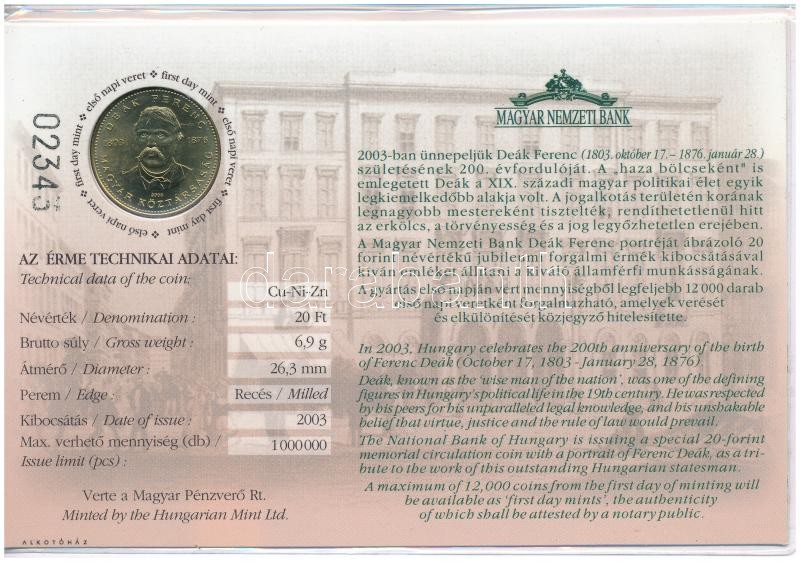 02345
első napi veret ❖ first day mint ❖ első napi veret ❖ first day mint ❖ első napi veret ❖ first day mint ❖
DEÁK FERENC
1803 1876
MAGYAR KÖZTÁRSASÁG
2003
AZ ÉRME TECHNIKAI ADATAI:
Technical data of the coin:
Cu-Ni-Zn
Névérték / Denomination : 20 Ft
Brutto súly / Gross weight : 6,9 g
Átmérő / Diameter : 26,3 mm
Perem / Edge : Recés / Milled
Kibocsátás / Date of issue : 2003
Max. verhető mennyiség (db) / 1000000
Issue limit (pcs) :
Verte a Magyar Pénzverő Rt.
Minted by the Hungarian Mint Ltd.
ALKOTÓHÁZ
MAGYAR NEMZETI BANK
2003-ban ünnepeljük Deák Ferenc (1803. október 17. – 1876. január 28.)
születésének 200. évfordulóját. A „haza bölcseként" is
emlegetett Deák a XIX. századi magyar politikai élet egyik
legkiemelkedőbb alakja volt. A jogalkotás területén korának
legnagyobb mestereként tisztelték, rendíthetetlenül hitt
az erkölcs, a törvényesség és a jog legyőzhetetlen erejében.
A Magyar Nemzeti Bank Deák Ferenc portréját ábrázoló 20
forint névértékű jubileumi forgalmi érmék kibocsátásával
kíván emléket állítani a kiváló államférfi munkásságának.
A gyártás első napján vert mennyiségből legfeljebb 12 000 darab
első napi veretként forgalmazható, amelyek verését
és elkülönítését közjegyző hitelesítette.
In 2003, Hungary celebrates the 200th anniversary of the birth
of Ferenc Deák (October 17, 1803 - January 28, 1876).
Deák, known as the 'wise man of the nation', was one of the defining
figures in Hungary's political life in the 19th century. He was respected
by his peers for his unparalleled legal knowledge, and his unshakable
belief that virtue, justice and the rule of law would prevail.
The National Bank of Hungary is issuing a special 20-forint
memorial circulation coin with a portrait of Ferenc Deák, as a tri-
bute to the work of this outstanding Hungarian statesman.
A maximum of 12,000 coins from the first day of minting will
be available as 'first day mints', the authenticity
of which shall be attested by a notary public.
darabanth